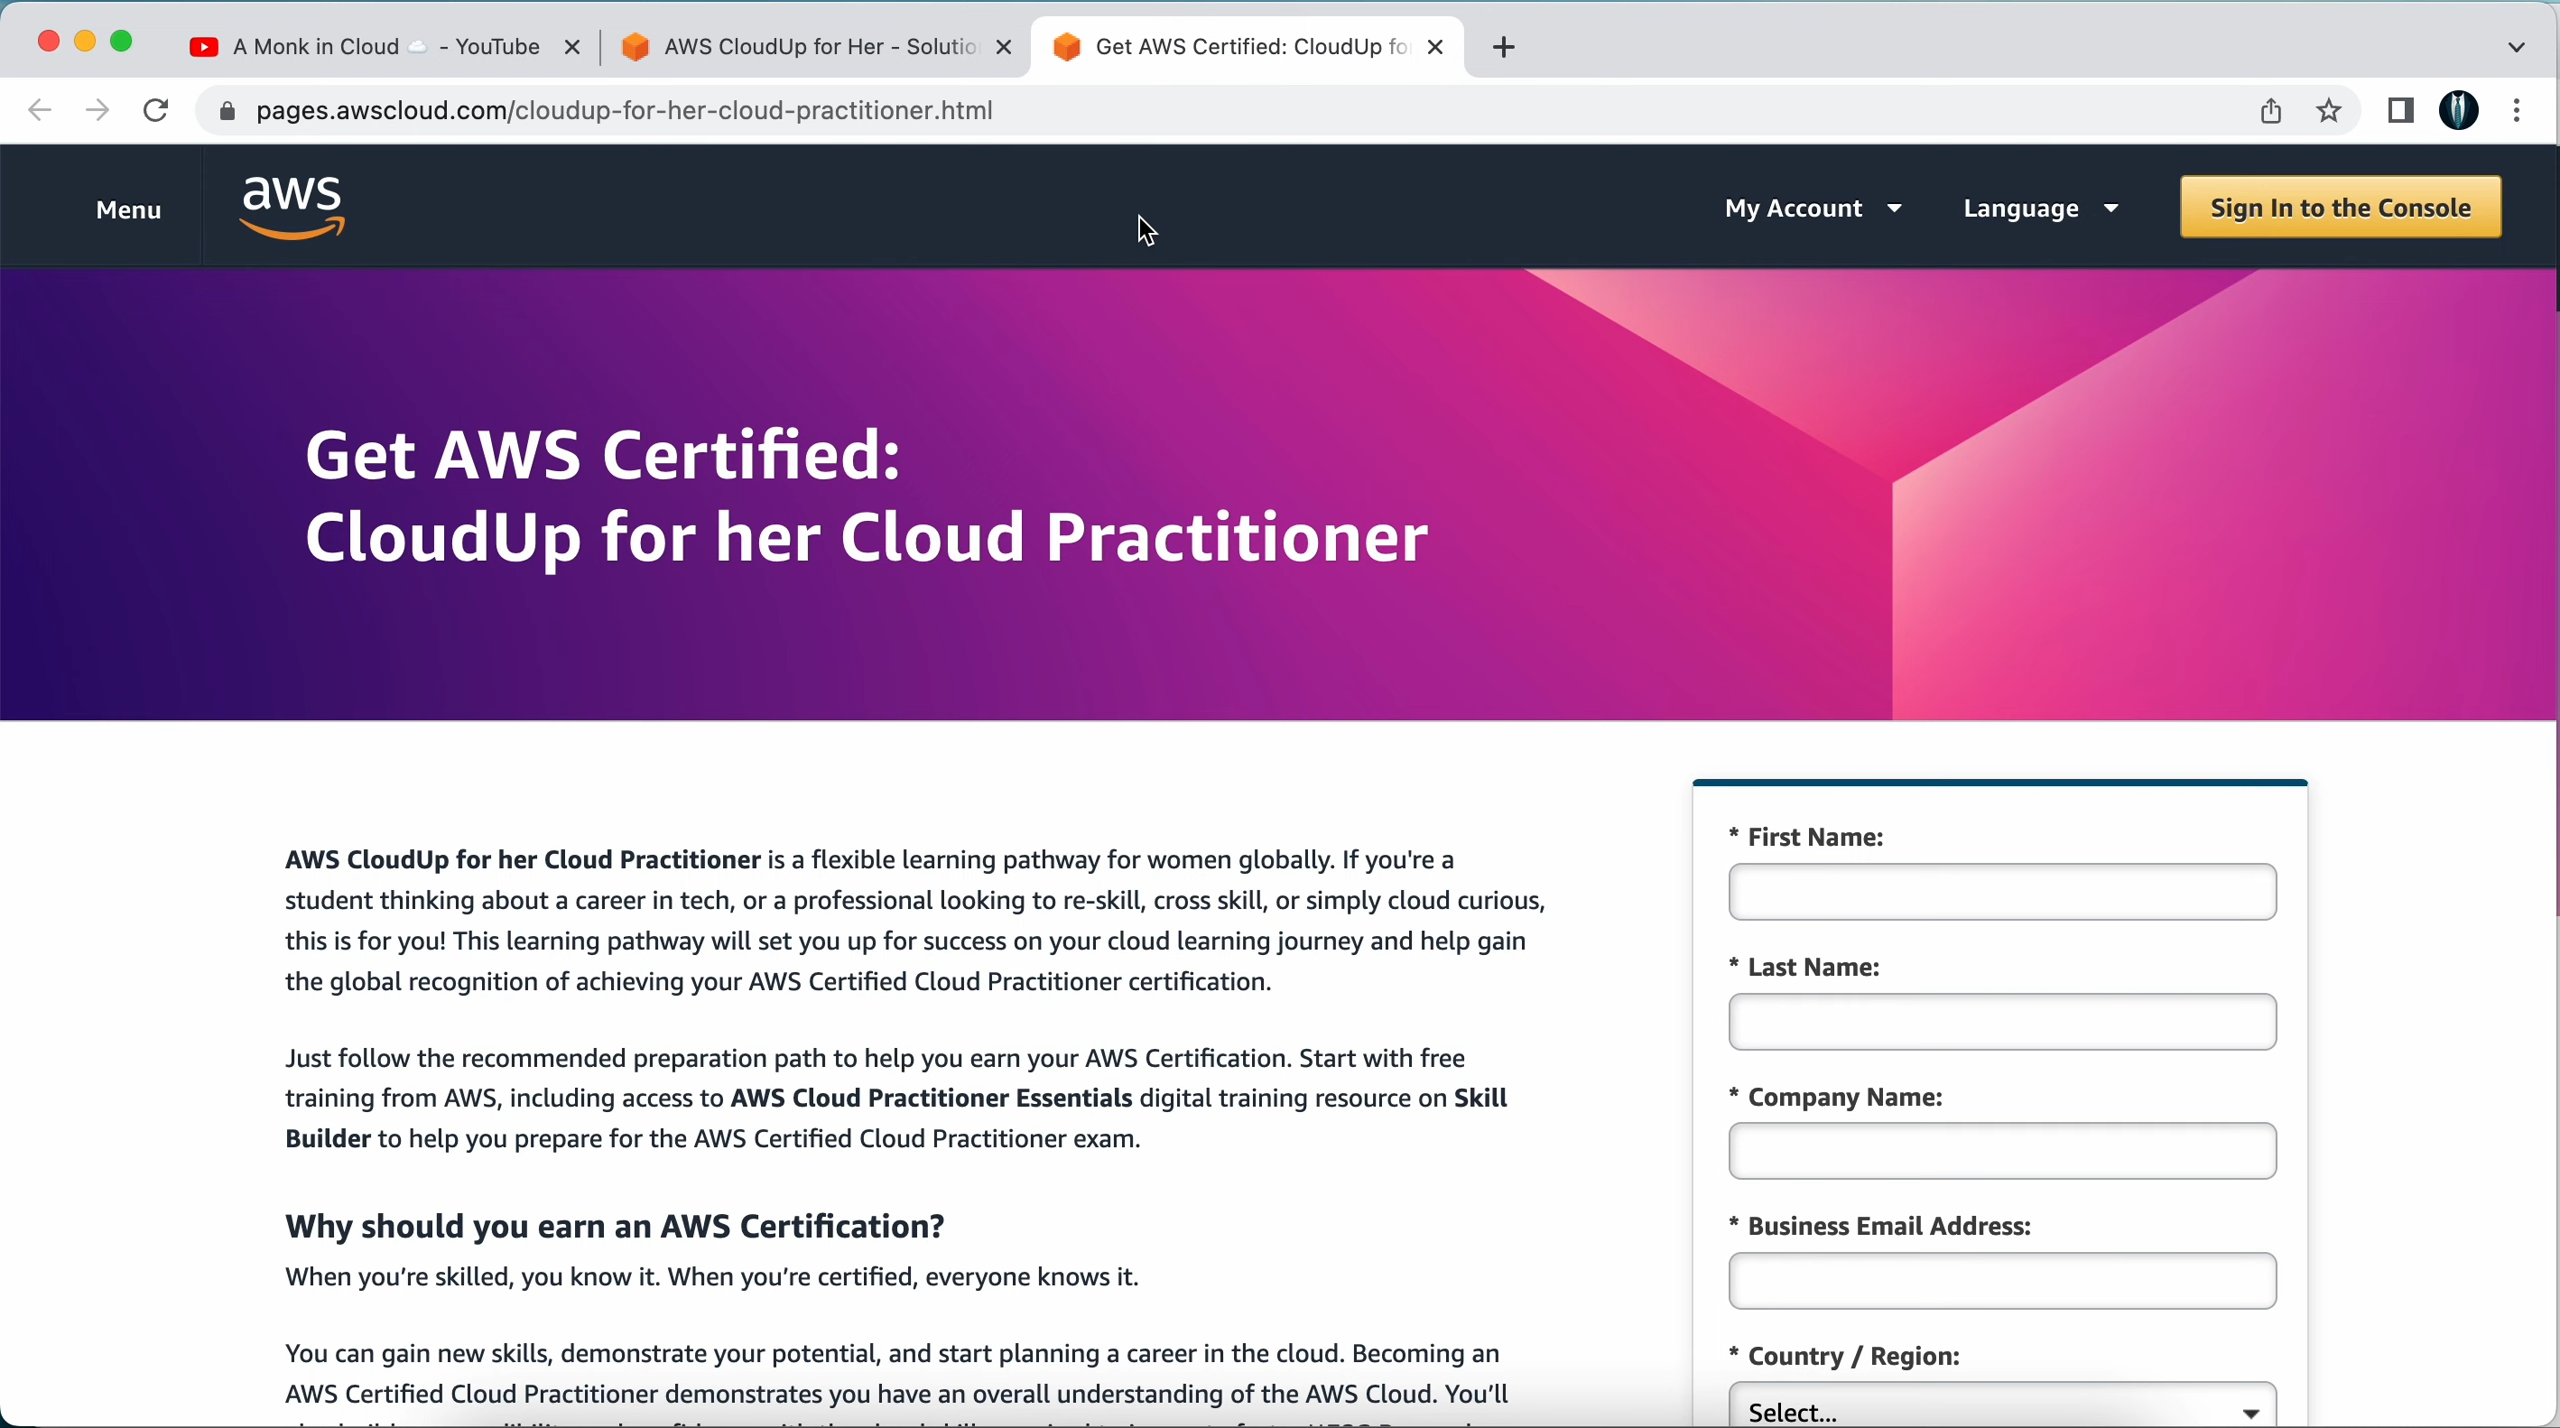 A Monk in Cloud ☁️ - YouTube
AWS CloudUp for Her - Solutio
Get AWS Certified: CloudUp fo
pages.awscloud.com/cloudup-for-her-cloud-practitioner.html
Menu
aws
My Account
Language
Sign In to the Console
Get AWS Certified:
CloudUp for her Cloud Practitioner
AWS CloudUp for her Cloud Practitioner is a flexible learning pathway for women globally. If you're a
student thinking about a career in tech, or a professional looking to re-skill, cross skill, or simply cloud curious,
this is for you! This learning pathway will set you up for success on your cloud learning journey and help gain
the global recognition of achieving your AWS Certified Cloud Practitioner certification.
Just follow the recommended preparation path to help you earn your AWS Certification. Start with free
training from AWS, including access to AWS Cloud Practitioner Essentials digital training resource on Skill
Builder to help you prepare for the AWS Certified Cloud Practitioner exam.
Why should you earn an AWS Certification?
When you’re skilled, you know it. When you’re certified, everyone knows it.
You can gain new skills, demonstrate your potential, and start planning a career in the cloud. Becoming an
AWS Certified Cloud Practitioner demonstrates you have an overall understanding of the AWS Cloud. You’ll
* First Name:
* Last Name:
* Company Name:
* Business Email Address:
* Country / Region:
Select...